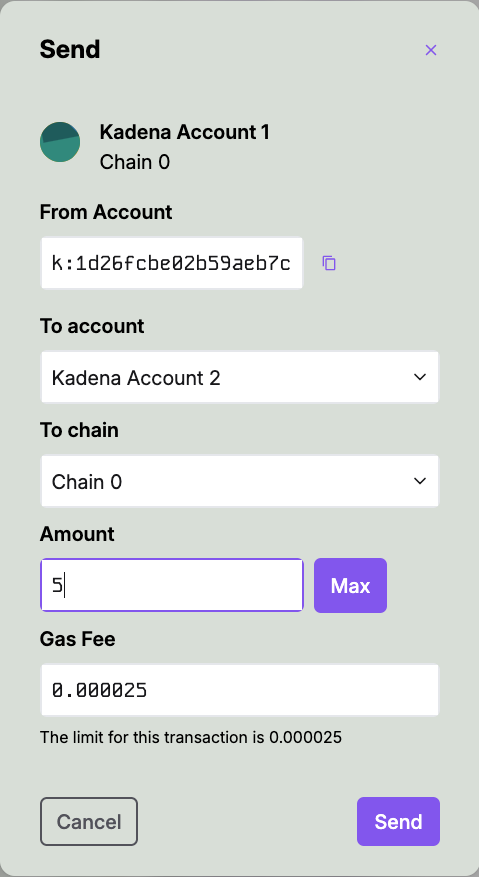 Send
Kadena Account 1
Chain 0
From Account
k:1d26fcbe02b59aeb7c
To account
Kadena Account 2
To chain
Chain 0
Amount
5
Max
Gas Fee
0.000025
The limit for this transaction is 0.000025
Cancel
Send